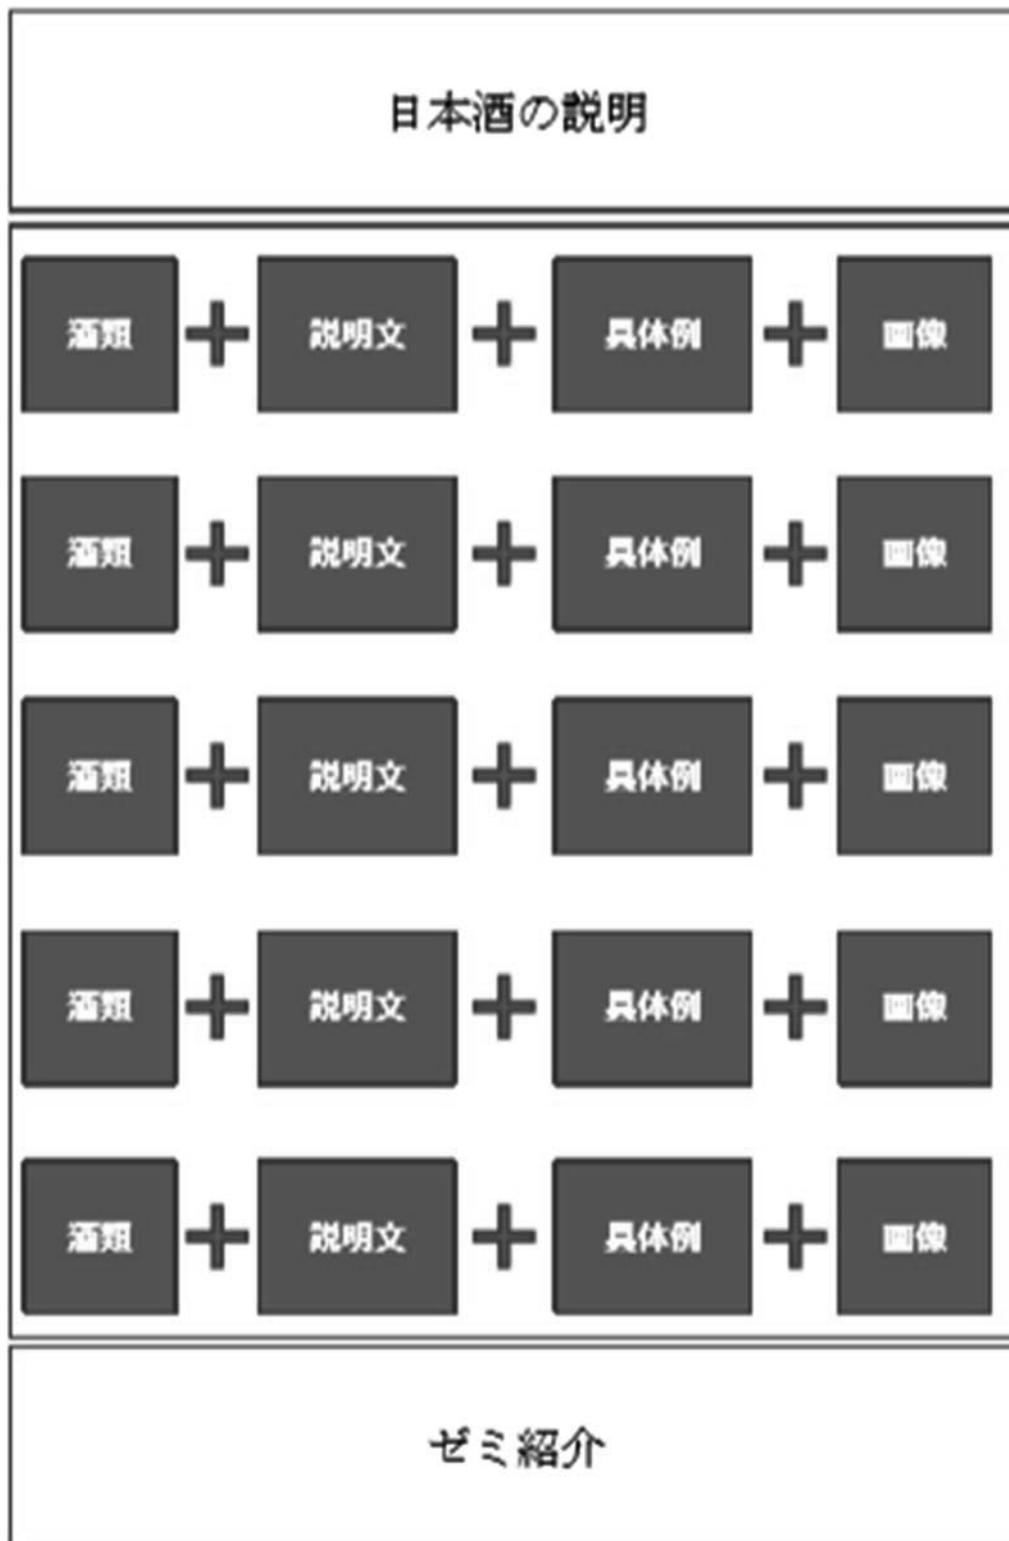 日本酒の説明
酒類 + 説明文 + 具体例 + 画像
酒類 + 説明文 + 具体例 + 画像
酒類 + 説明文 + 具体例 + 画像
酒類 + 説明文 + 具体例 + 画像
酒類 + 説明文 + 具体例 + 画像
ゼミ紹介